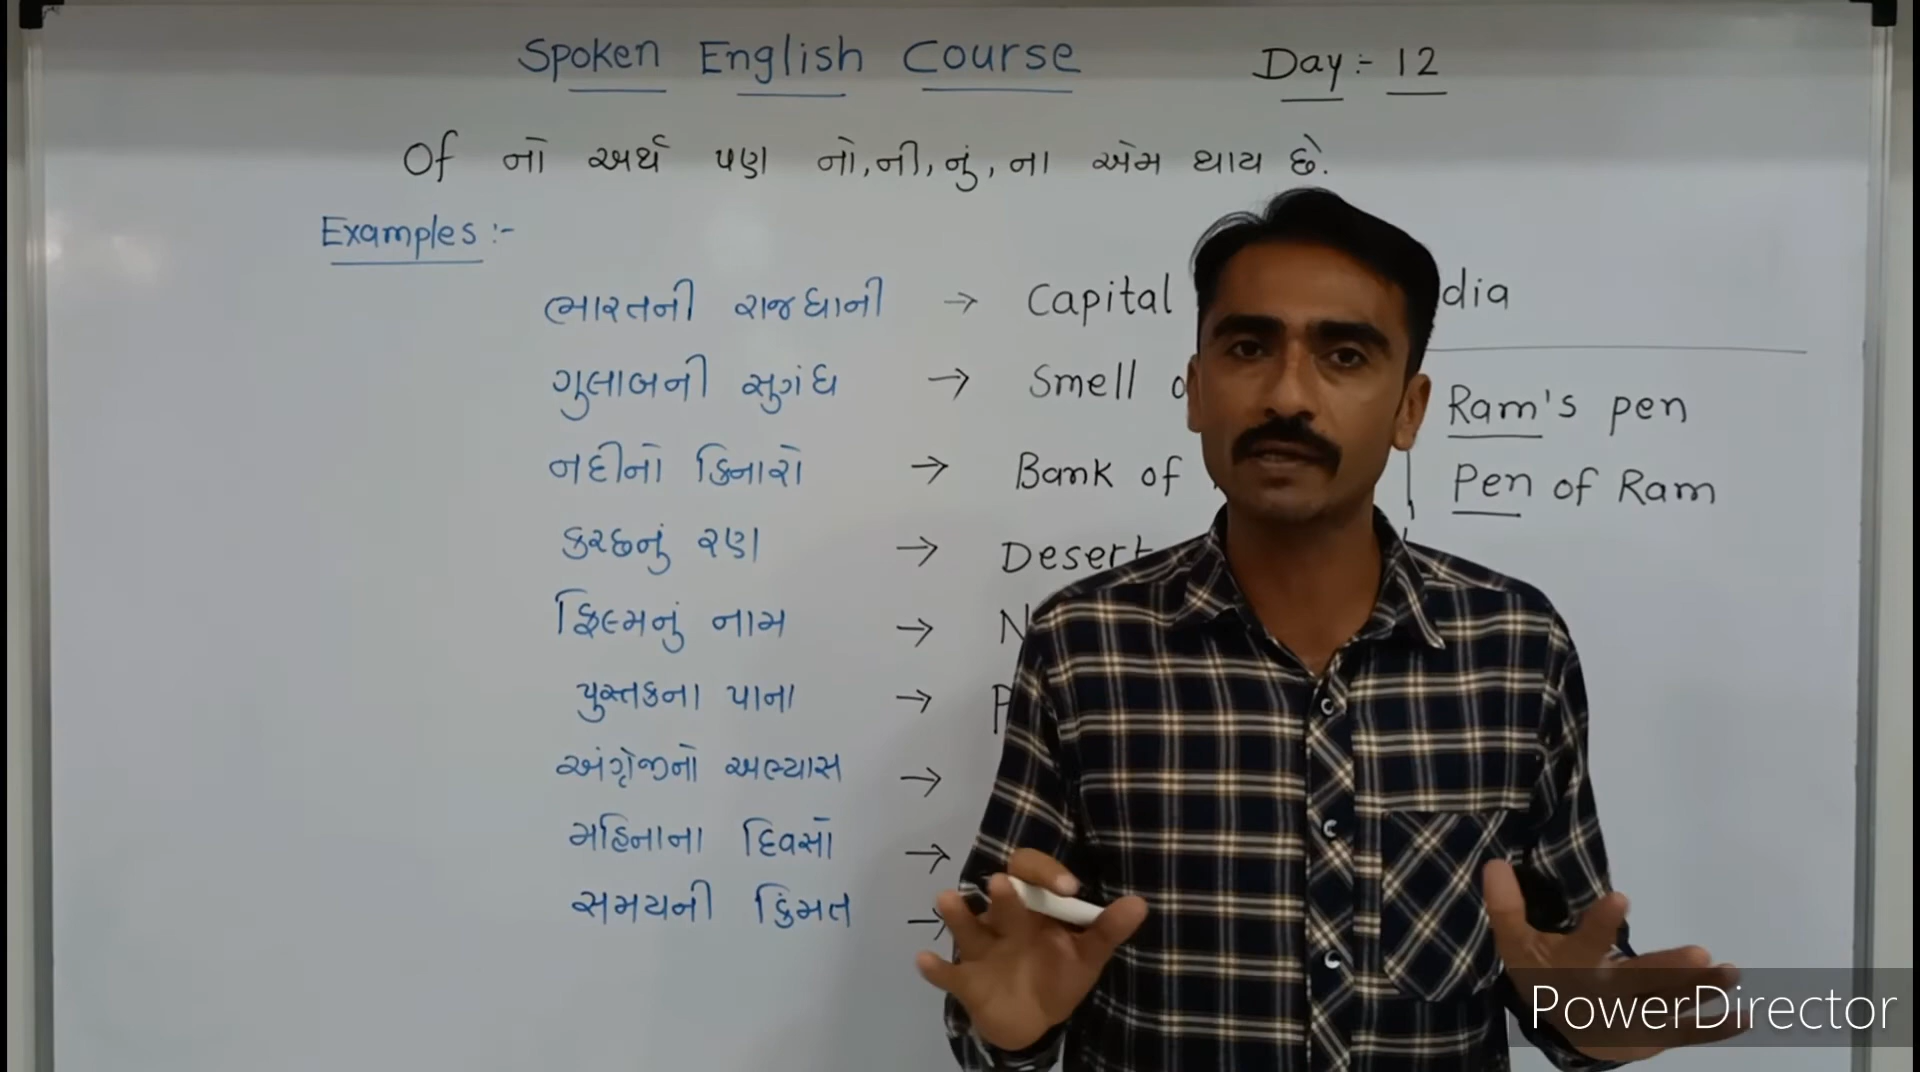 Spoken English Course Day :- 12
Of નો અર્થ પણ નો, ની, નું, ના એમ થાય છે.
Examples :-
ભારતની રાજધાની → Capital dia
ગુલાબની સુગંધ → Smell
નદીનો કિનારો → Bank of
કચ્છનું રણ → Desert
ફિલ્મનું નામ →
પુસ્તકના પાના →
અંગ્રેજીનો અભ્યાસ →
મહિનાના દિવસો →
સમયની કિંમત →
Ram's pen
Pen of Ram
PowerDirector